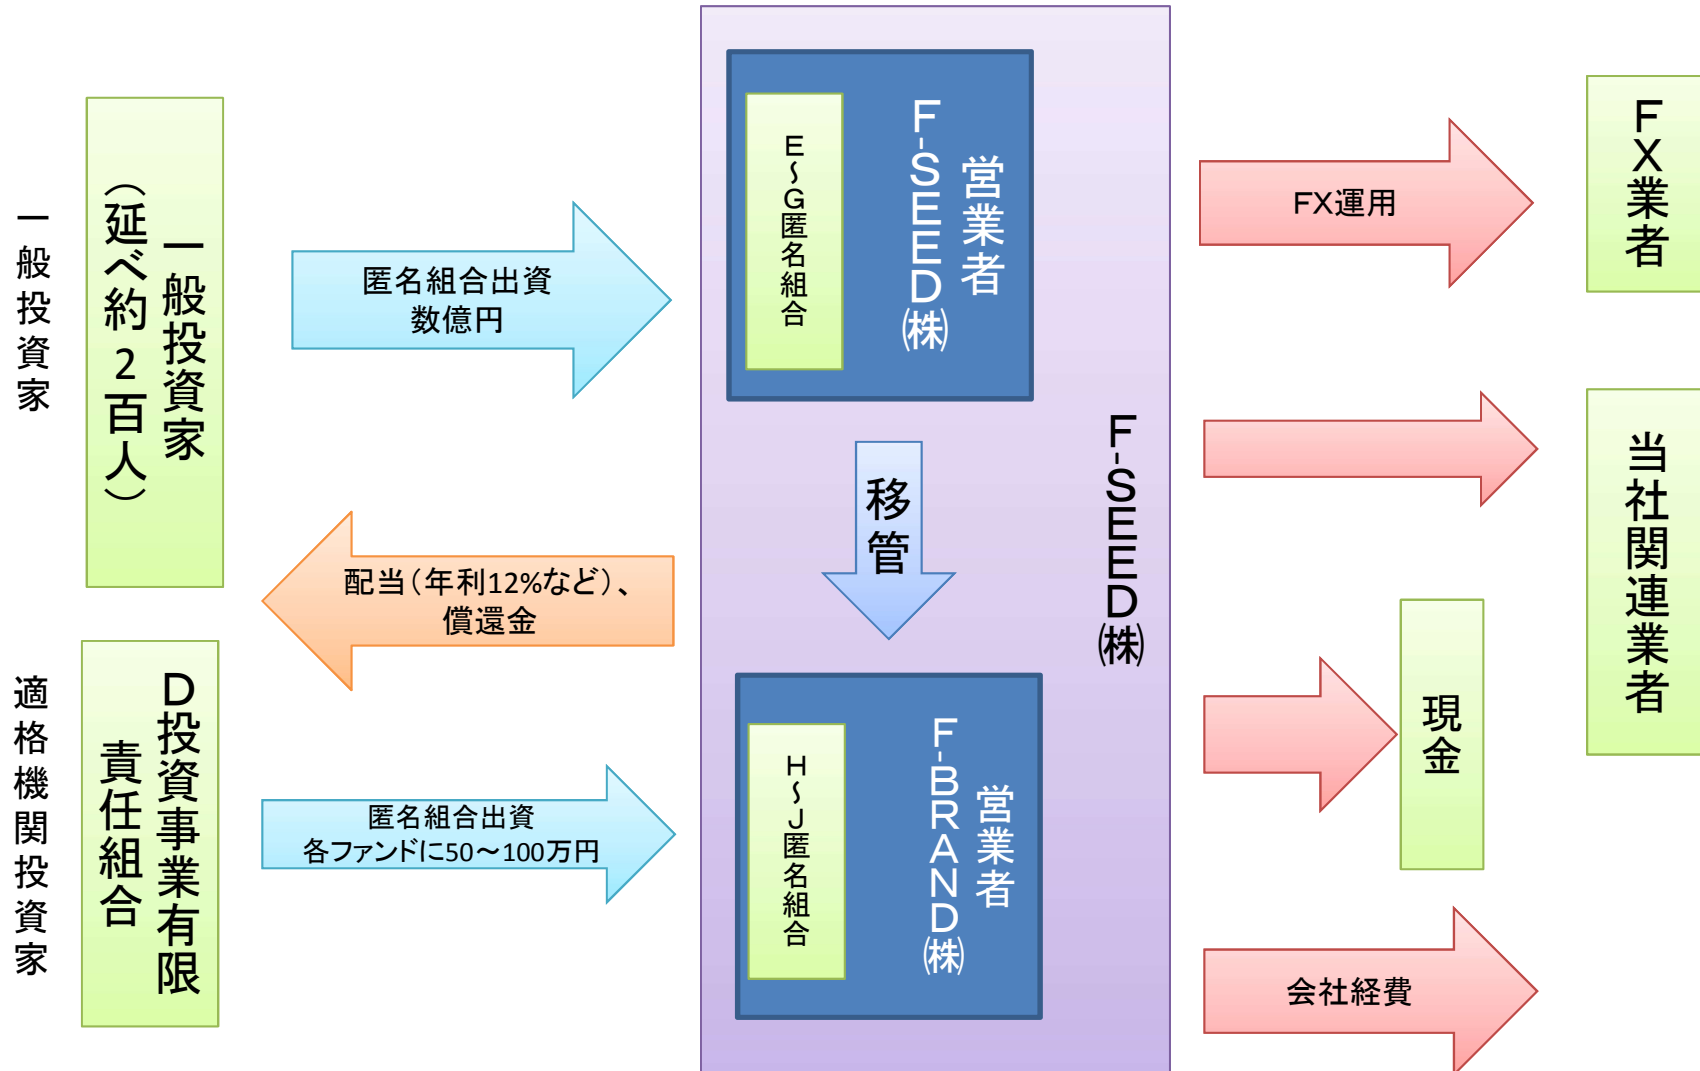 一般投資家
一般投資家
（延べ約２百人）
適格機関投資家
Ｄ投資事業有限
責任組合
匿名組合出資
数億円
配当（年利12%など）、
償還金
匿名組合出資
各ファンドに50～100万円
営業者
Ｆ-ＳＥＥＤ㈱
Ｅ～Ｇ匿名組合
移管
営業者
Ｆ-ＢＲＡＮＤ㈱
Ｈ～Ｊ匿名組合
Ｆ-ＳＥＥＤ㈱
FX運用
会社経費
ＦＸ業者
当社関連業者
現金